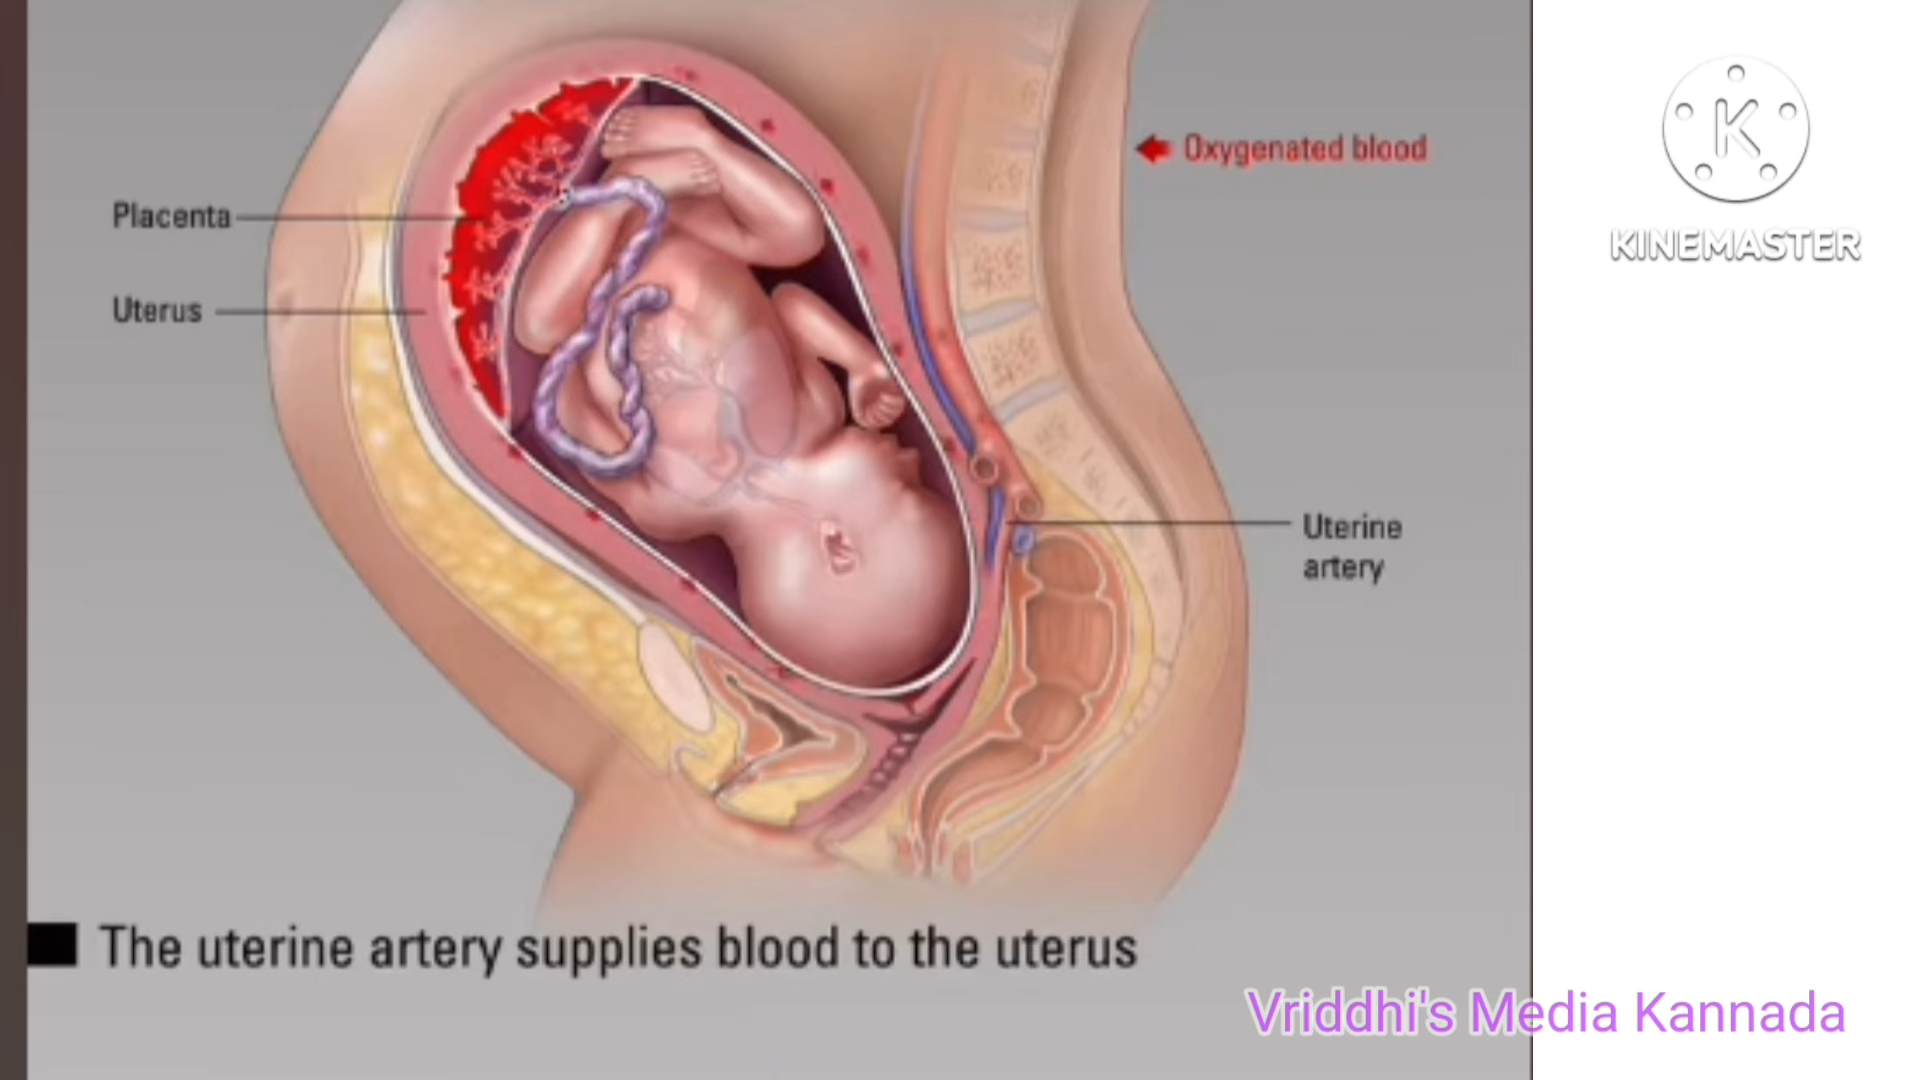 Oxygenated blood
KINEMASTER
Placenta
Uterus
Uterine
artery
The uterine artery supplies blood to the uterus
Vriddhi's Media Kannada